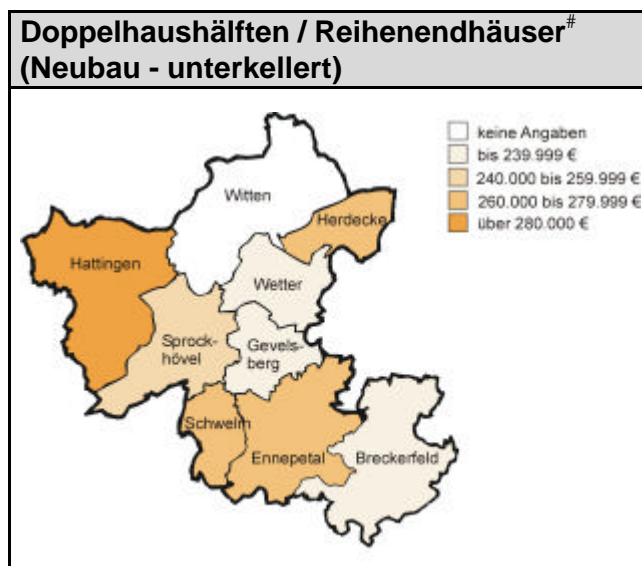 Doppelhaushälften / Reihenendhäuser#
(Neubau - unterkellert)
keine Angaben
bis 239.999 €
240.000 bis 259.999 €
260.000 bis 279.999 €
über 280.000 €
Witten
Herdecke
Hattingen
Wetter
Sprock-
hövel
Gevels-
berg
Schwelm
Ennepetal
Breckerfeld